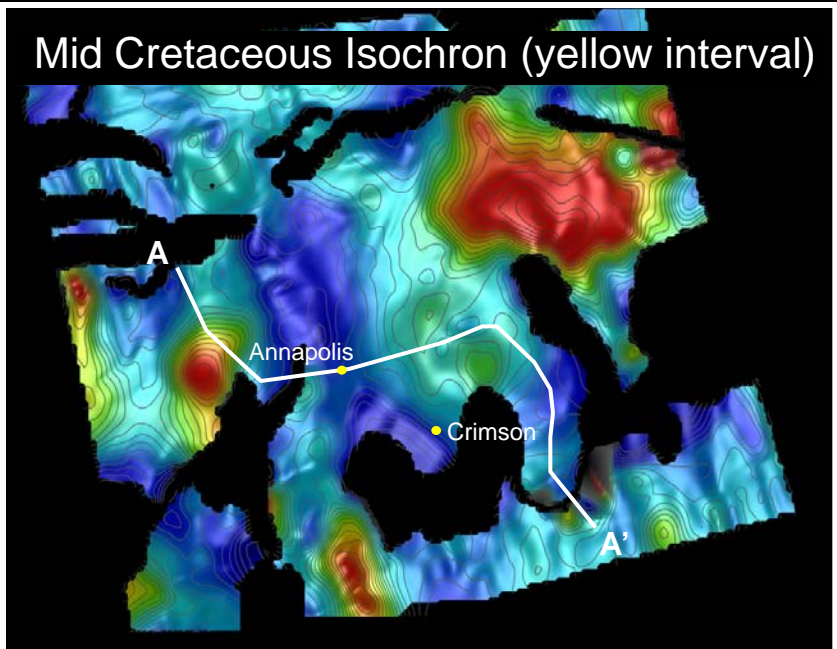 Mid Cretaceous Isochron (yellow interval)
A
Annapolis
Crimson
A’